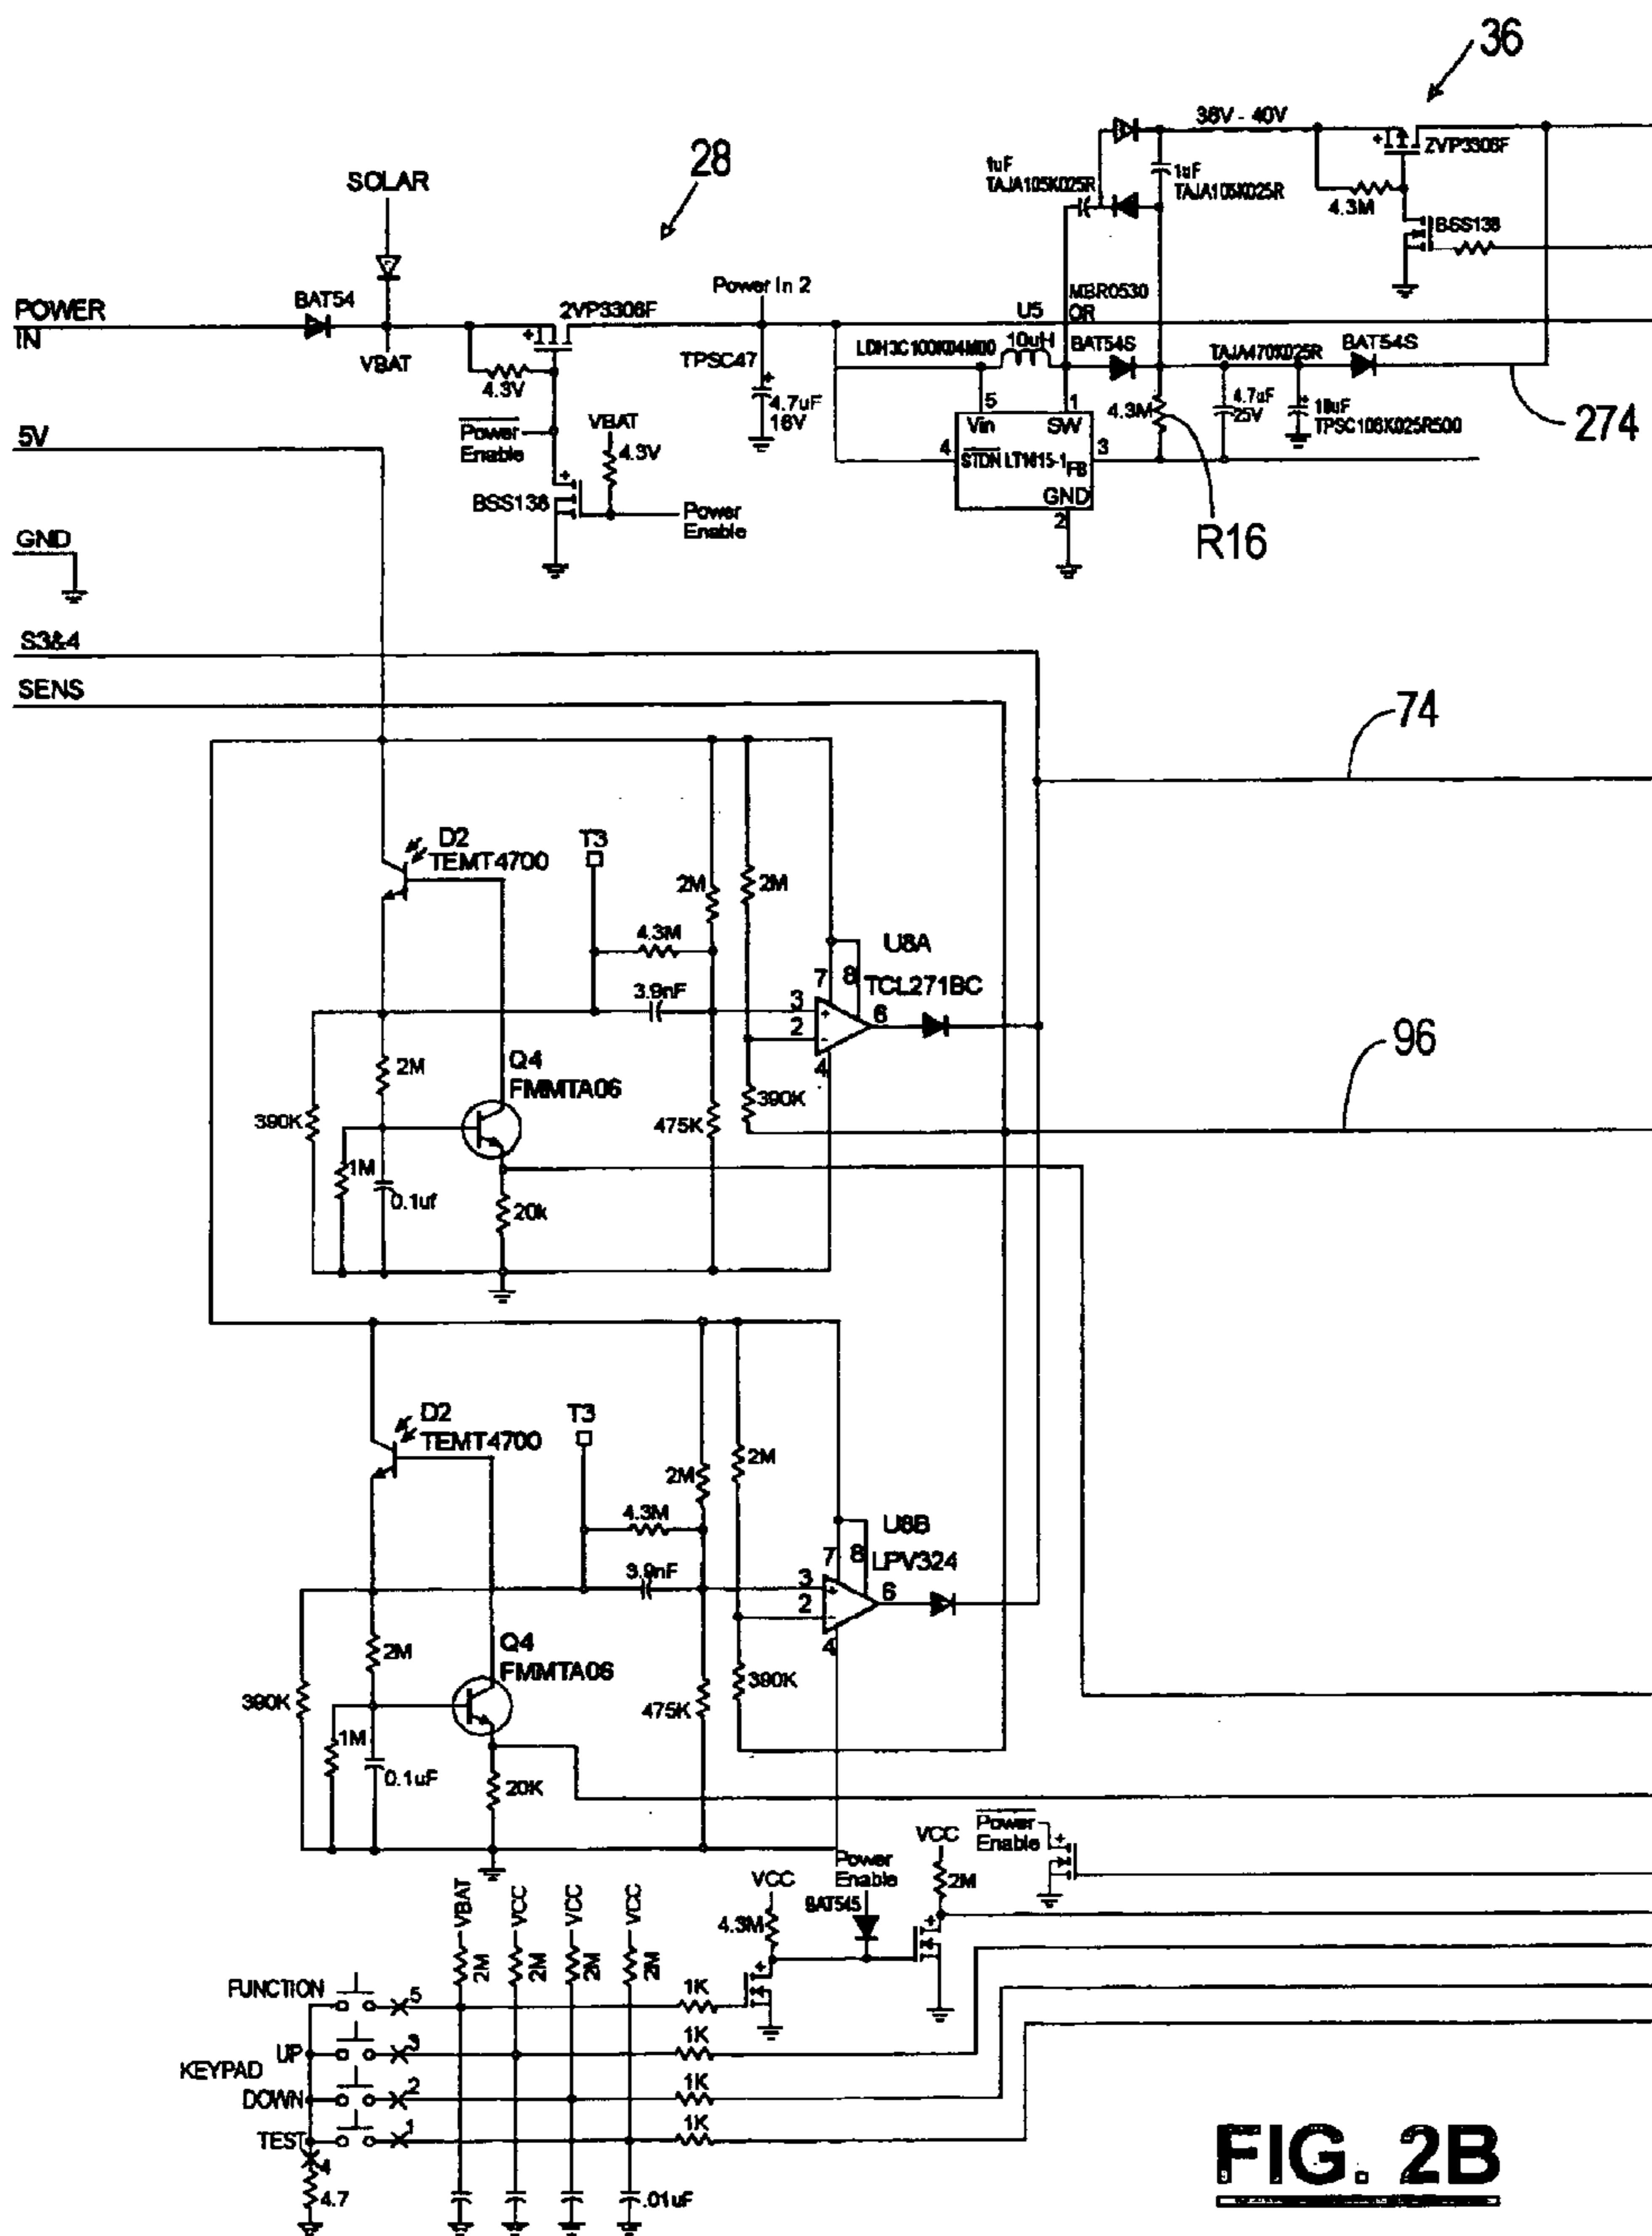 36
28
38V - 40V
1uF
TAJA105K025R
1uF
TAJA105K025R
ZVP3306F
4.3M
BSS138
SOLAR
POWER
IN
BAT54
2VP3306F
VBAT
4.3V
Power In 2
TPSC47
4.7uF
16V
MBR0530
OR
U5
LDH3C100K04M00
10uH
BAT54S
TAJA470K025R
BAT54S
274
5
1
Vin
SW
4.3M
4.7uF
25V
10uF
TPSC106X025R500
4
STDN LT1615-1
FB
3
GND
2
R16
5V
Power
Enable
VBAT
4.3V
BSS138
Power
Enable
GND
S3&4
SENS
74
D2
TEMT4700
T3
2M
2M
4.3M
U8A
7
8
TCL271BC
3.9nF
3
+
2
-
6
4
96
2M
Q4
FMMTA06
390K
475K
390K
1M
0.1uf
20k
D2
TEMT4700
T3
2M
2M
4.3M
U8B
7
8
LPV324
3.9nF
3
+
2
-
6
4
2M
Q4
FMMTA06
390K
475K
390K
1M
0.1uF
20K
Power
Enable
VCC
Power
Enable
VBAT
VCC
VCC
VCC
VCC
4.3M
BAT545
2M
2M
2M
2M
2M
FUNCTION
5
1K
UP
3
1K
KEYPAD
DOWN
2
1K
TEST
1
1K
4
4.7
.01uF
FIG. 2B